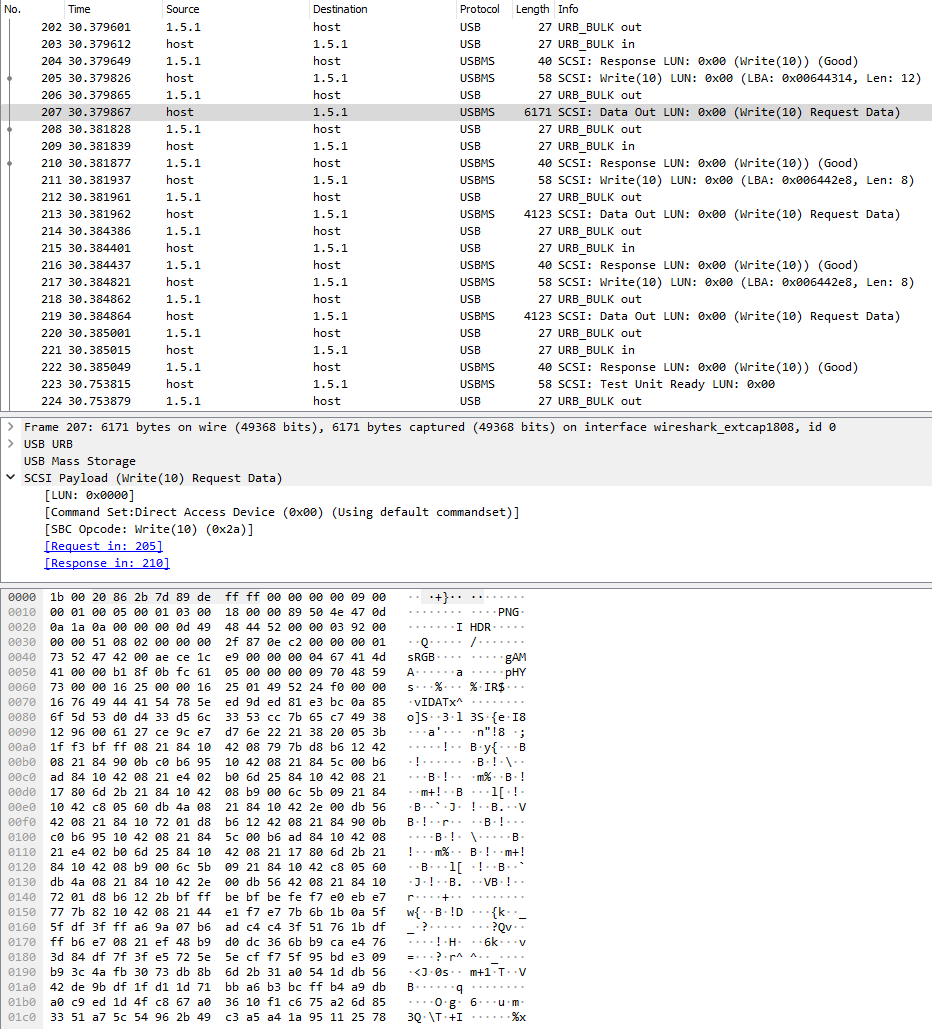 No. Time Source Destination Protocol Length Info
202 30.379601 1.5.1 host USB 27 URB_BULK out
203 30.379612 host 1.5.1 USB 27 URB_BULK in
204 30.379649 1.5.1 host USBMS 40 SCSI: Response LUN: 0x00 (Write(10)) (Good)
205 30.379826 host 1.5.1 USBMS 58 SCSI: Write(10) LUN: 0x00 (LBA: 0x00644314, Len: 12)
206 30.379865 1.5.1 host USB 27 URB_BULK out
207 30.379867 host 1.5.1 USBMS 6171 SCSI: Data Out LUN: 0x00 (Write(10) Request Data)
208 30.381828 1.5.1 host USB 27 URB_BULK out
209 30.381839 host 1.5.1 USB 27 URB_BULK in
210 30.381877 1.5.1 host USBMS 40 SCSI: Response LUN: 0x00 (Write(10)) (Good)
211 30.381937 host 1.5.1 USBMS 58 SCSI: Write(10) LUN: 0x00 (LBA: 0x006442e8, Len: 8)
212 30.381961 1.5.1 host USB 27 URB_BULK out
213 30.381962 host 1.5.1 USBMS 4123 SCSI: Data Out LUN: 0x00 (Write(10) Request Data)
214 30.384386 1.5.1 host USB 27 URB_BULK out
215 30.384401 host 1.5.1 USB 27 URB_BULK in
216 30.384437 1.5.1 host USBMS 40 SCSI: Response LUN: 0x00 (Write(10)) (Good)
217 30.384821 host 1.5.1 USBMS 58 SCSI: Write(10) LUN: 0x00 (LBA: 0x006442e8, Len: 8)
218 30.384862 1.5.1 host USB 27 URB_BULK out
219 30.384864 host 1.5.1 USBMS 4123 SCSI: Data Out LUN: 0x00 (Write(10) Request Data)
220 30.385001 1.5.1 host USB 27 URB_BULK out
221 30.385015 host 1.5.1 USB 27 URB_BULK in
222 30.385049 1.5.1 host USBMS 40 SCSI: Response LUN: 0x00 (Write(10)) (Good)
223 30.753815 host 1.5.1 USBMS 58 SCSI: Test Unit Ready LUN: 0x00
224 30.753879 1.5.1 host USB 27 URB_BULK out
Frame 207: 6171 bytes on wire (49368 bits), 6171 bytes captured (49368 bits) on interface wireshark_extcap1808, id 0
USB URB
USB Mass Storage
SCSI Payload (Write(10) Request Data)
[LUN: 0x0000]
[Command Set:Direct Access Device (0x00) (Using default commandset)]
[SBC Opcode: Write(10) (0x2a)]
[Request in: 205]
[Response in: 210]
0000 1b 00 20 86 2b 7d 89 de ff ff 00 00 00 00 09 00 ·· ·+}·· ········
0010 00 01 00 05 00 01 03 00 18 00 00 89 50 4e 47 0d ········ ···PNG·
0020 0a 1a 0a 00 00 00 0d 49 48 44 52 00 00 03 92 00 ·······I HDR·····
0030 00 00 51 08 02 00 00 00 2f 87 0e c2 00 00 00 01 ··Q····· /·······
0040 73 52 47 42 00 ae ce 1c e9 00 00 00 04 67 41 4d sRGB···· ·····gAM
0050 41 00 00 b1 8f 0b fc 61 05 00 00 00 09 70 48 59 A······a ·····pHY
0060 73 00 00 16 25 00 00 16 25 01 49 52 24 f0 00 00 s···%··· %·IR$···
0070 16 76 49 44 41 54 78 5e ed 9d ed 81 e3 bc 0a 85 ·vIDATx^ ········
0080 6f 5d 53 d0 d4 33 d5 6c 33 53 cc 7b 65 c7 49 38 o]S··3·l 3S·{e·I8
0090 12 96 00 61 27 ce 9c e7 d7 6e 22 21 38 20 05 3b ···a'··· ·n"!8 ·;
00a0 1f f3 bf ff 08 21 84 10 42 08 79 7b d8 b6 12 42 ·····!·· B·y{···B
00b0 08 21 84 90 0b c0 b6 95 10 42 08 21 84 5c 00 b6 ·!······ ·B·!·\··
00c0 ad 84 10 42 08 21 e4 02 b0 6d 25 84 10 42 08 21 ···B·!·· ·m%··B·!
00d0 17 80 6d 2b 21 84 10 42 08 b9 00 6c 5b 09 21 84 ··m+!··B ···l[·!·
00e0 10 42 c8 05 60 db 4a 08 21 84 10 42 2e 00 db 56 ·B··`·J· !··B.··V
00f0 42 08 21 84 10 72 01 d8 b6 12 42 08 21 84 90 0b B·!··r·· ··B·!···
0100 c0 b6 95 10 42 08 21 84 5c 00 b6 ad 84 10 42 08 ····B·!· \·····B·
0110 21 e4 02 b0 6d 25 84 10 42 08 21 17 80 6d 2b 21 !···m%·· B·!··m+!
0120 84 10 42 08 b9 00 6c 5b 09 21 84 10 42 c8 05 60 ··B···l[ ·!··B··`
0130 db 4a 08 21 84 10 42 2e 00 db 56 42 08 21 84 10 ·J·!··B. ··VB·!··
0140 72 01 d8 b6 12 2b bf ff be bf be fe f7 e0 eb e7 r····+·· ········
0150 77 7b 82 10 42 08 21 44 e1 f7 e7 7b 6b 1b 0a 5f w{··B·!D ···{k··_
0160 5f df 3f ff a6 9a 07 b6 ad c4 c4 3f 51 76 1b df _·?····· ···?Qv··
0170 ff b6 e7 08 21 ef 48 b9 d0 dc 36 6b b9 ca e4 76 ····!·H· ··6k···v
0180 3d 84 df 7f 3f e5 72 5e 5e cf f7 5f 95 bd e3 09 =···?·r^ ^··_····
0190 b9 3c 4a fb 30 73 db 8b 6d 2b 31 a0 54 1d db 56 ·<J·0s·· m+1·T··V
01a0 42 de 9b df 1f d1 1d 71 bb a6 b3 bc ff b4 a9 db B······q ········
01b0 a0 c9 ed 1d 4f c8 67 a0 36 10 f1 c6 75 a2 6d 85 ····O·g· 6···u·m·
01c0 33 51 a7 5c 54 96 2b 49 c3 a5 a4 1a 95 11 25 78 3Q·\T·+I ······%x